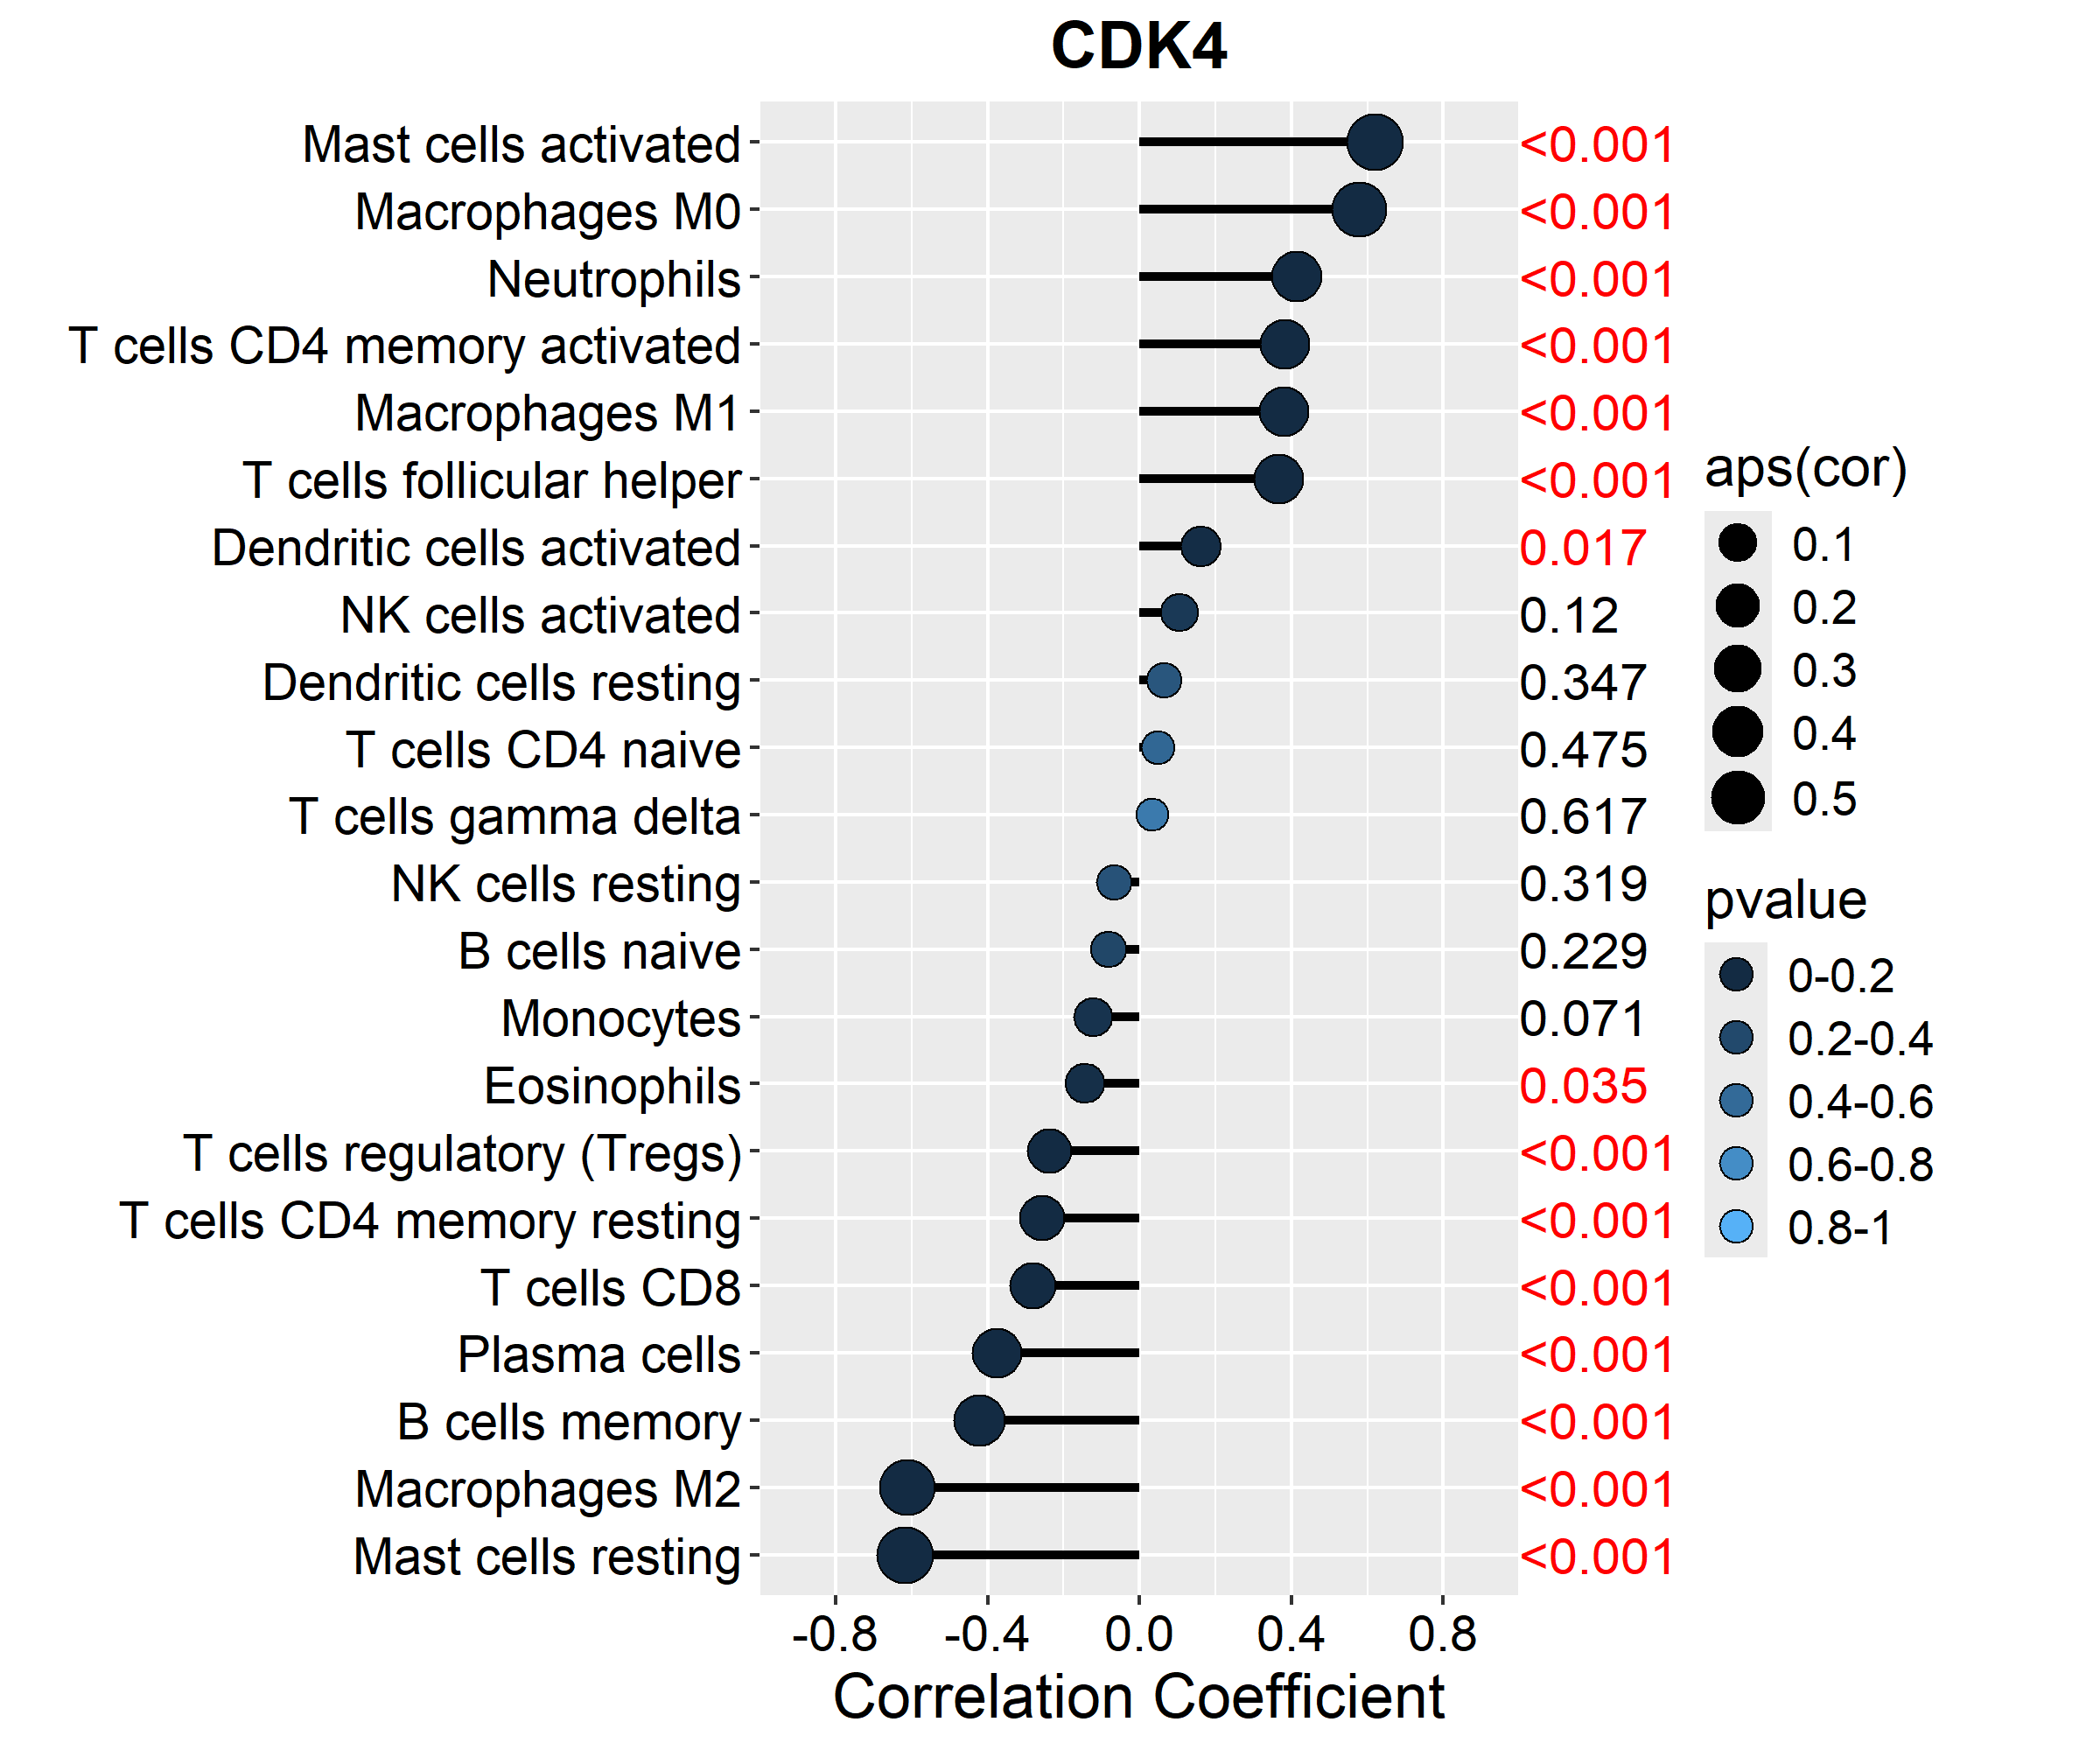 CDK4
Mast cells activated <0.001
Macrophages M0 <0.001
Neutrophils <0.001
T cells CD4 memory activated <0.001
Macrophages M1 <0.001
T cells follicular helper <0.001
Dendritic cells activated 0.017
NK cells activated 0.12
Dendritic cells resting 0.347
T cells CD4 naive 0.475
T cells gamma delta 0.617
NK cells resting 0.319
B cells naive 0.229
Monocytes 0.071
Eosinophils 0.035
T cells regulatory (Tregs) <0.001
T cells CD4 memory resting <0.001
T cells CD8 <0.001
Plasma cells <0.001
B cells memory <0.001
Macrophages M2 <0.001
Mast cells resting <0.001
-0.8 -0.4 0.0 0.4 0.8
Correlation Coefficient
aps(cor)
0.1
0.2
0.3
0.4
0.5
pvalue
0-0.2
0.2-0.4
0.4-0.6
0.6-0.8
0.8-1